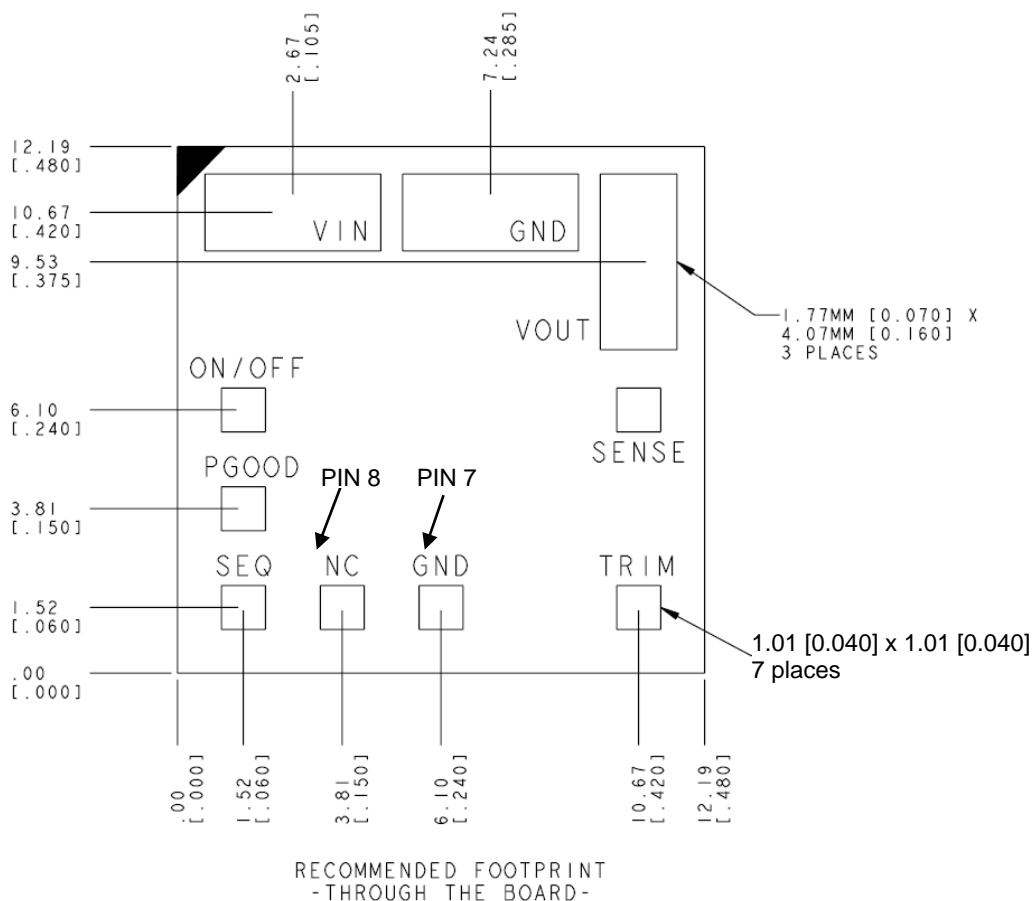 2.67
[.105]
7.24
[.285]
12.19
[.480]
10.67
[.420]
VIN
GND
9.53
[.375]
VOUT
1.77MM [0.070] X
4.07MM [0.160]
3 PLACES
ON/OFF
6.10
[.240]
SENSE
PGOOD
PIN 8
PIN 7
3.81
[.150]
SEQ
NC
GND
TRIM
1.52
[.060]
1.01 [0.040] x 1.01 [0.040]
7 places
.00
[.000]
.00
[.000]
1.52
[.060]
3.81
[.150]
6.10
[.240]
10.67
[.420]
12.19
[.480]
RECOMMENDED FOOTPRINT
-THROUGH THE BOARD-